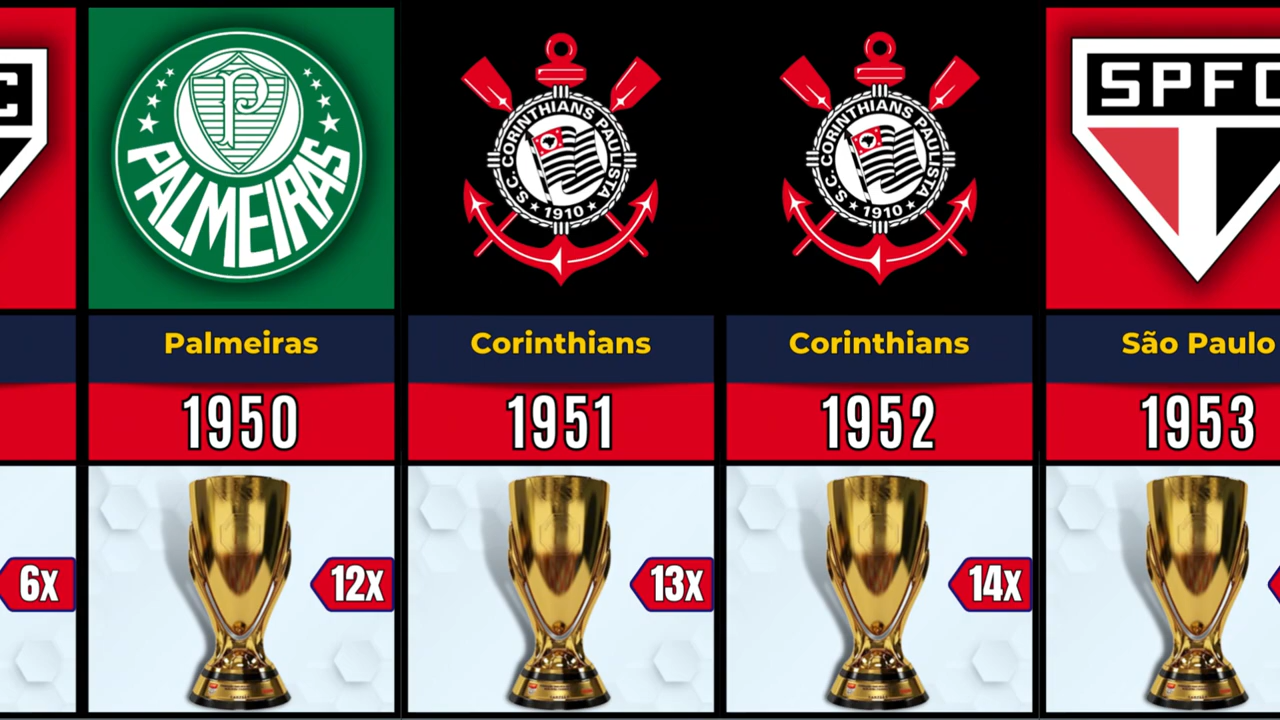 C
P
PALMEIRAS
S.C. CORINTHIANS PAULISTA
1910
S.C. CORINTHIANS PAULISTA
1910
SPFC
Palmeiras
Corinthians
Corinthians
São Paulo
1950
1951
1952
1953
6x
12x
13x
14x